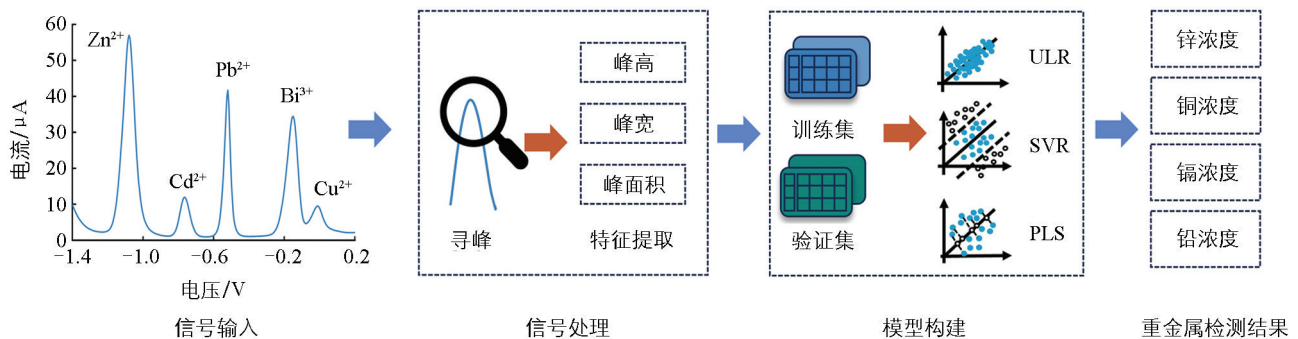 60
50
40
30
20
10
0
电流/μA
Zn²⁺
Cd²⁺
Pb²⁺
Bi³⁺
Cu²⁺
−1.4
−1.0
−0.6
−0.2
0.2
电压/V
信号输入
寻峰
峰高
峰宽
峰面积
特征提取
信号处理
训练集
验证集
ULR
SVR
PLS
模型构建
锌浓度
铜浓度
镉浓度
铅浓度
重金属检测结果